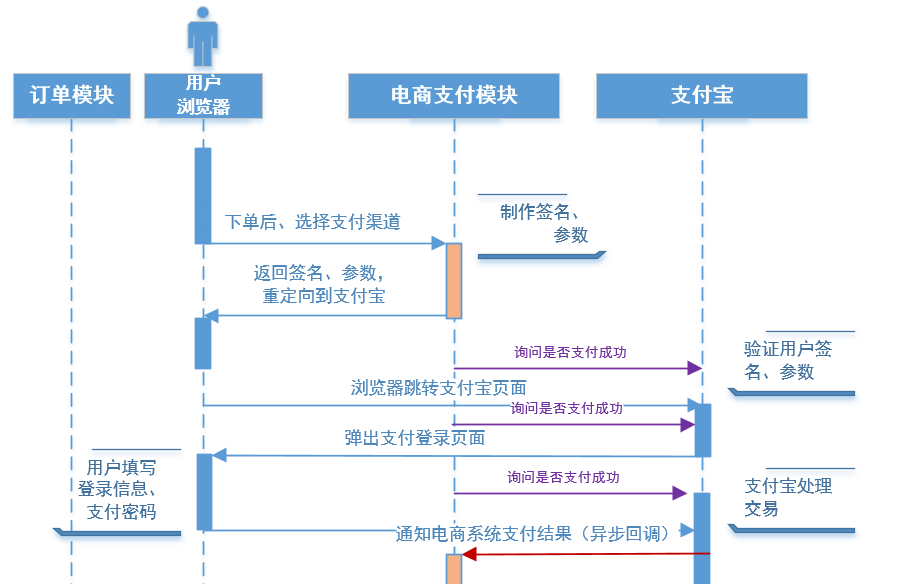 订单模块
用户
浏览器
电商支付模块
支付宝
下单后、选择支付渠道
制作签名、
参数
返回签名、参数，
重定向到支付宝
询问是否支付成功
验证用户签
名、参数
浏览器跳转支付宝页面
询问是否支付成功
弹出支付登录页面
用户填写
登录信息、
支付密码
询问是否支付成功
支付宝处理
交易
通知电商系统支付结果（异步回调）